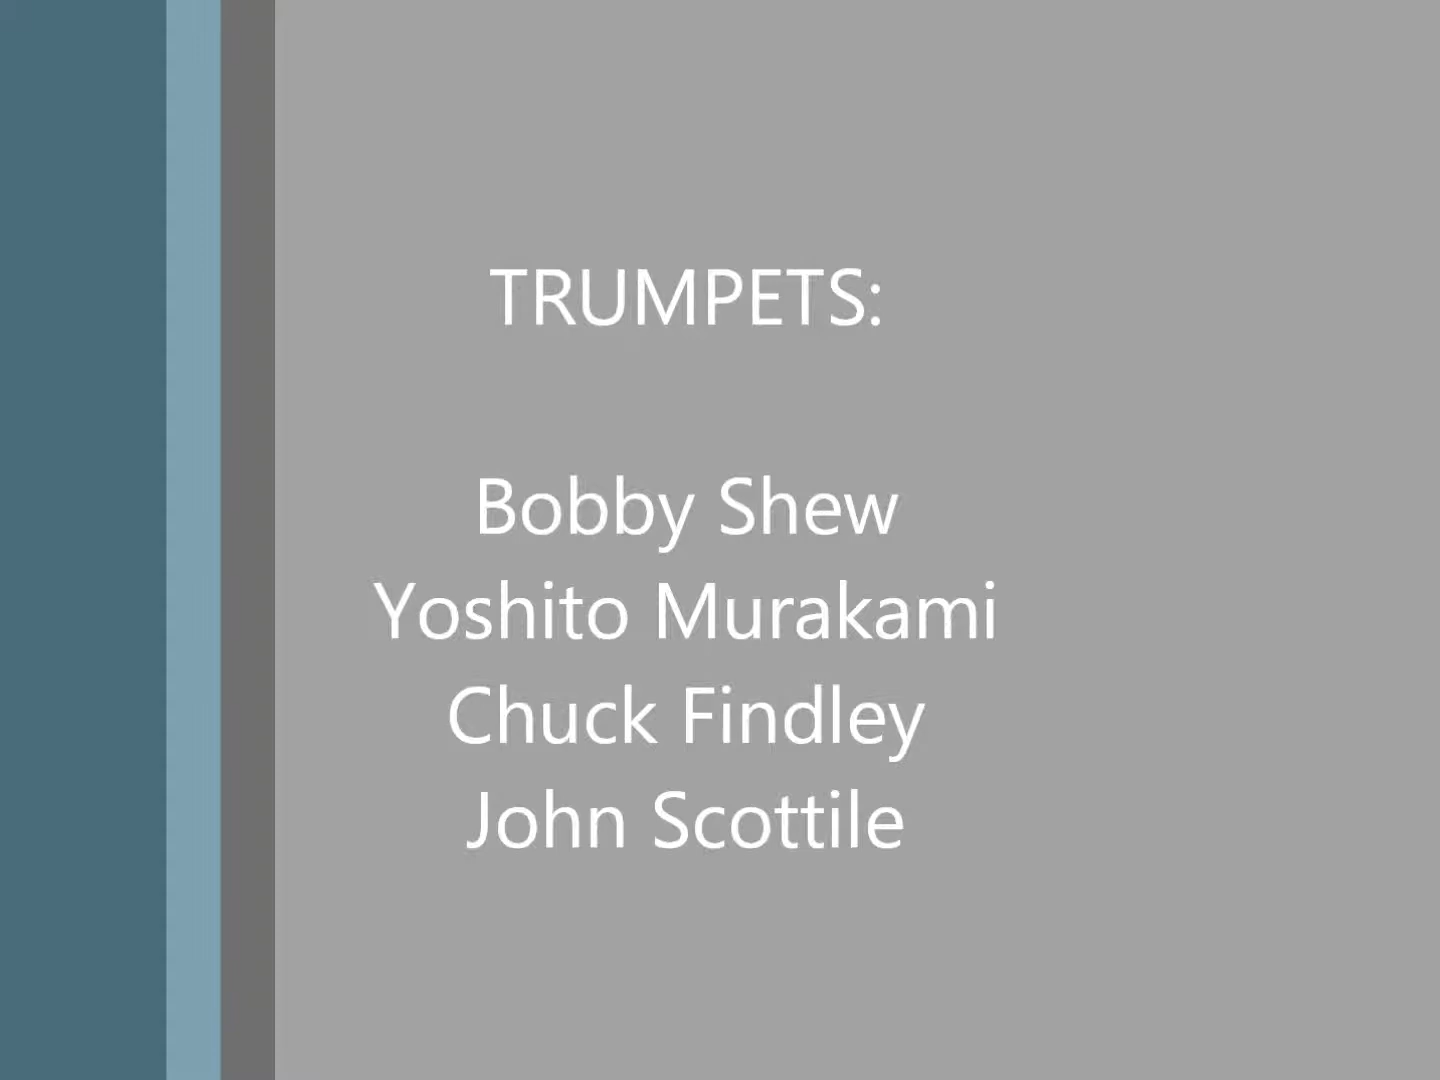 TRUMPETS:
Bobby Shew
Yoshito Murakami
Chuck Findley
John Scottile